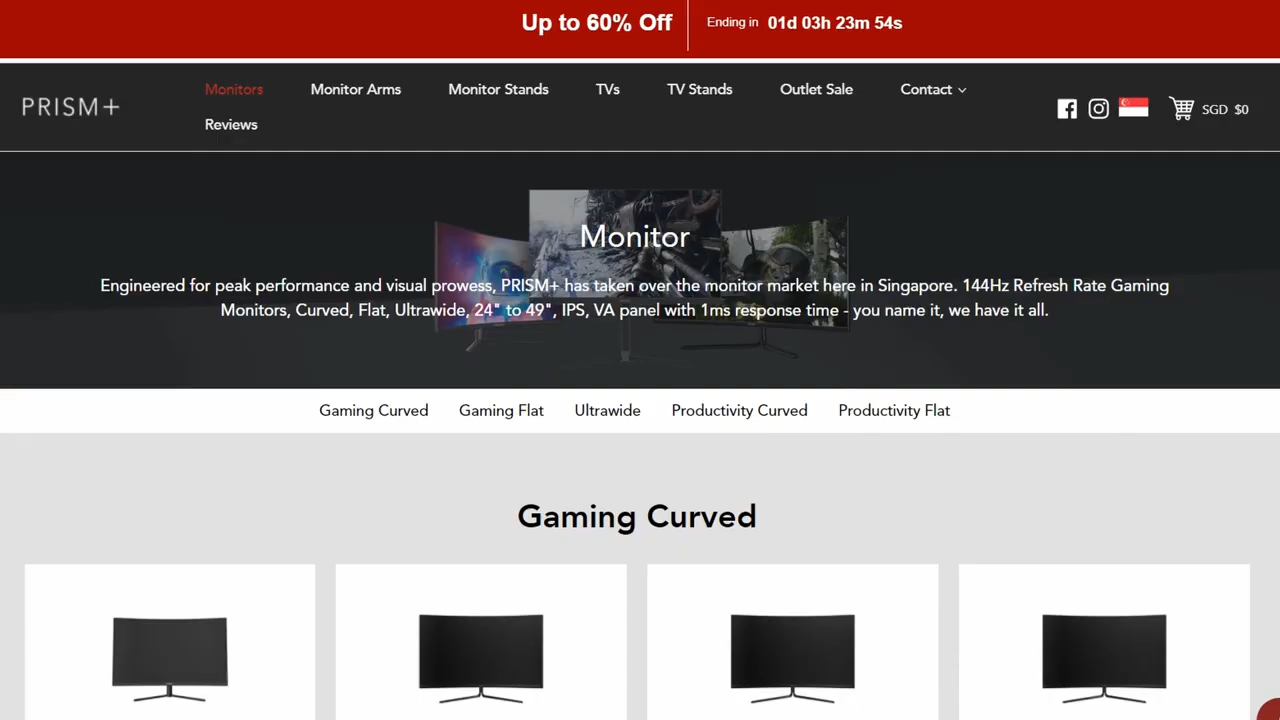 Up to 60% Off
Ending in 01d 03h 23m 54s
PRISM+
Monitors
Monitor Arms
Monitor Stands
TVs
TV Stands
Outlet Sale
Contact
Reviews
SGD $0
Monitor
Engineered for peak performance and visual prowess, PRISM+ has taken over the monitor market here in Singapore. 144Hz Refresh Rate Gaming
Monitors, Curved, Flat, Ultrawide, 24" to 49", IPS, VA panel with 1ms response time - you name it, we have it all.
Gaming Curved
Gaming Flat
Ultrawide
Productivity Curved
Productivity Flat
Gaming Curved